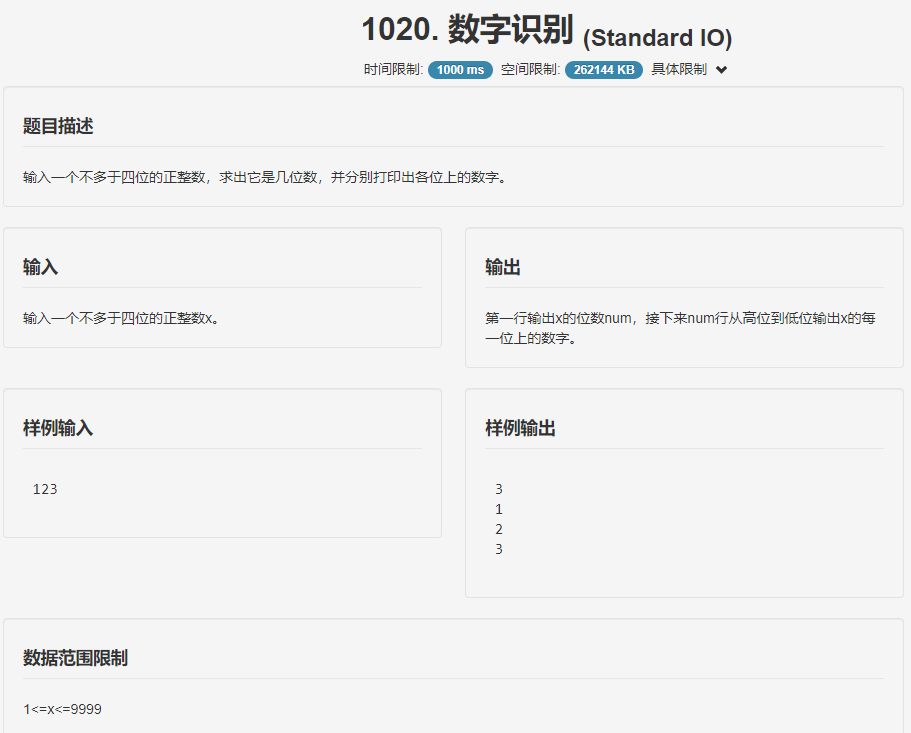 1020. 数字识别 (Standard IO)
时间限制: 1000 ms 空间限制: 262144 KB 具体限制
题目描述
输入一个不多于四位的正整数，求出它是几位数，并分别打印出各位上的数字。
输入
输入一个不多于四位的正整数x。
输出
第一行输出x的位数num，接下来num行从高位到低位输出x的每
一位上的数字。
样例输入
123
样例输出
3
1
2
3
数据范围限制
1<=x<=9999